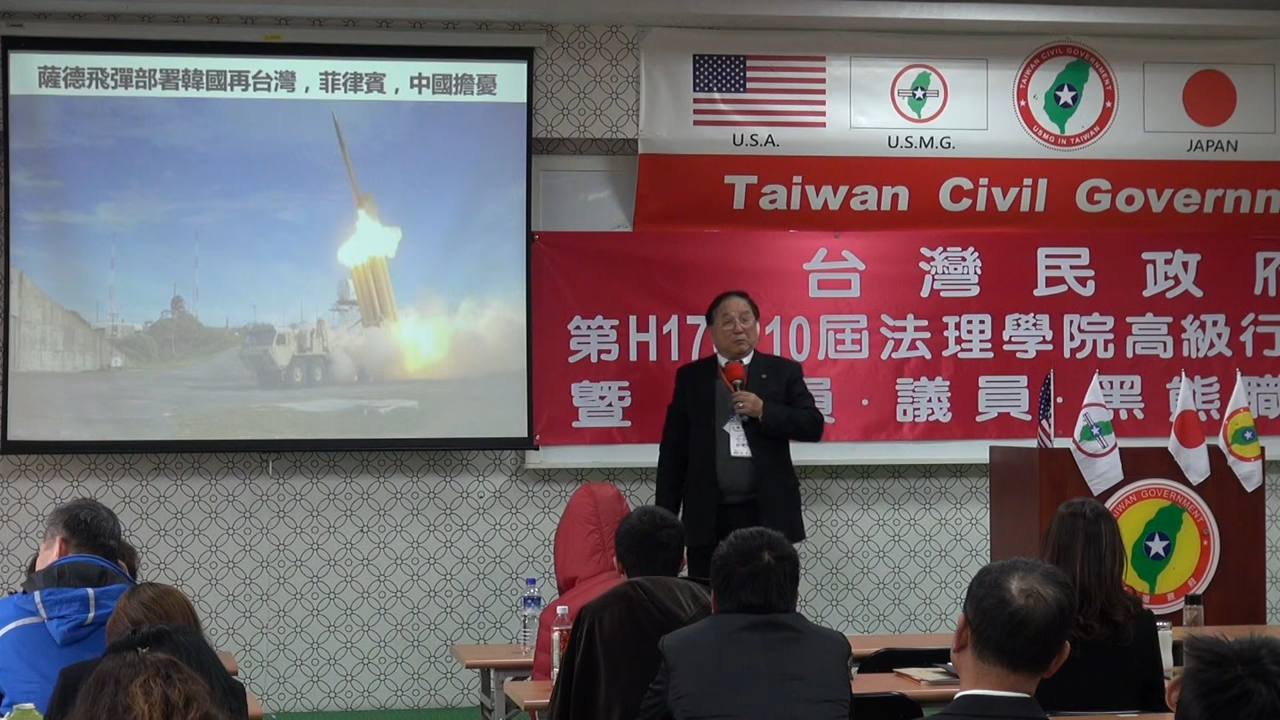 薩德飛彈部署韓國再台灣，菲律賓，中國擔憂
U.S.A.
U.S.M.G.
TAIWAN CIVIL GOVERNMENT
USMG IN TAIWAN
JAPAN
Taiwan Civil Governm
台灣民政府
第H17 10屆法理學院高級行
暨 員·議員·黑熊職
TAIWAN GOVERNMENT